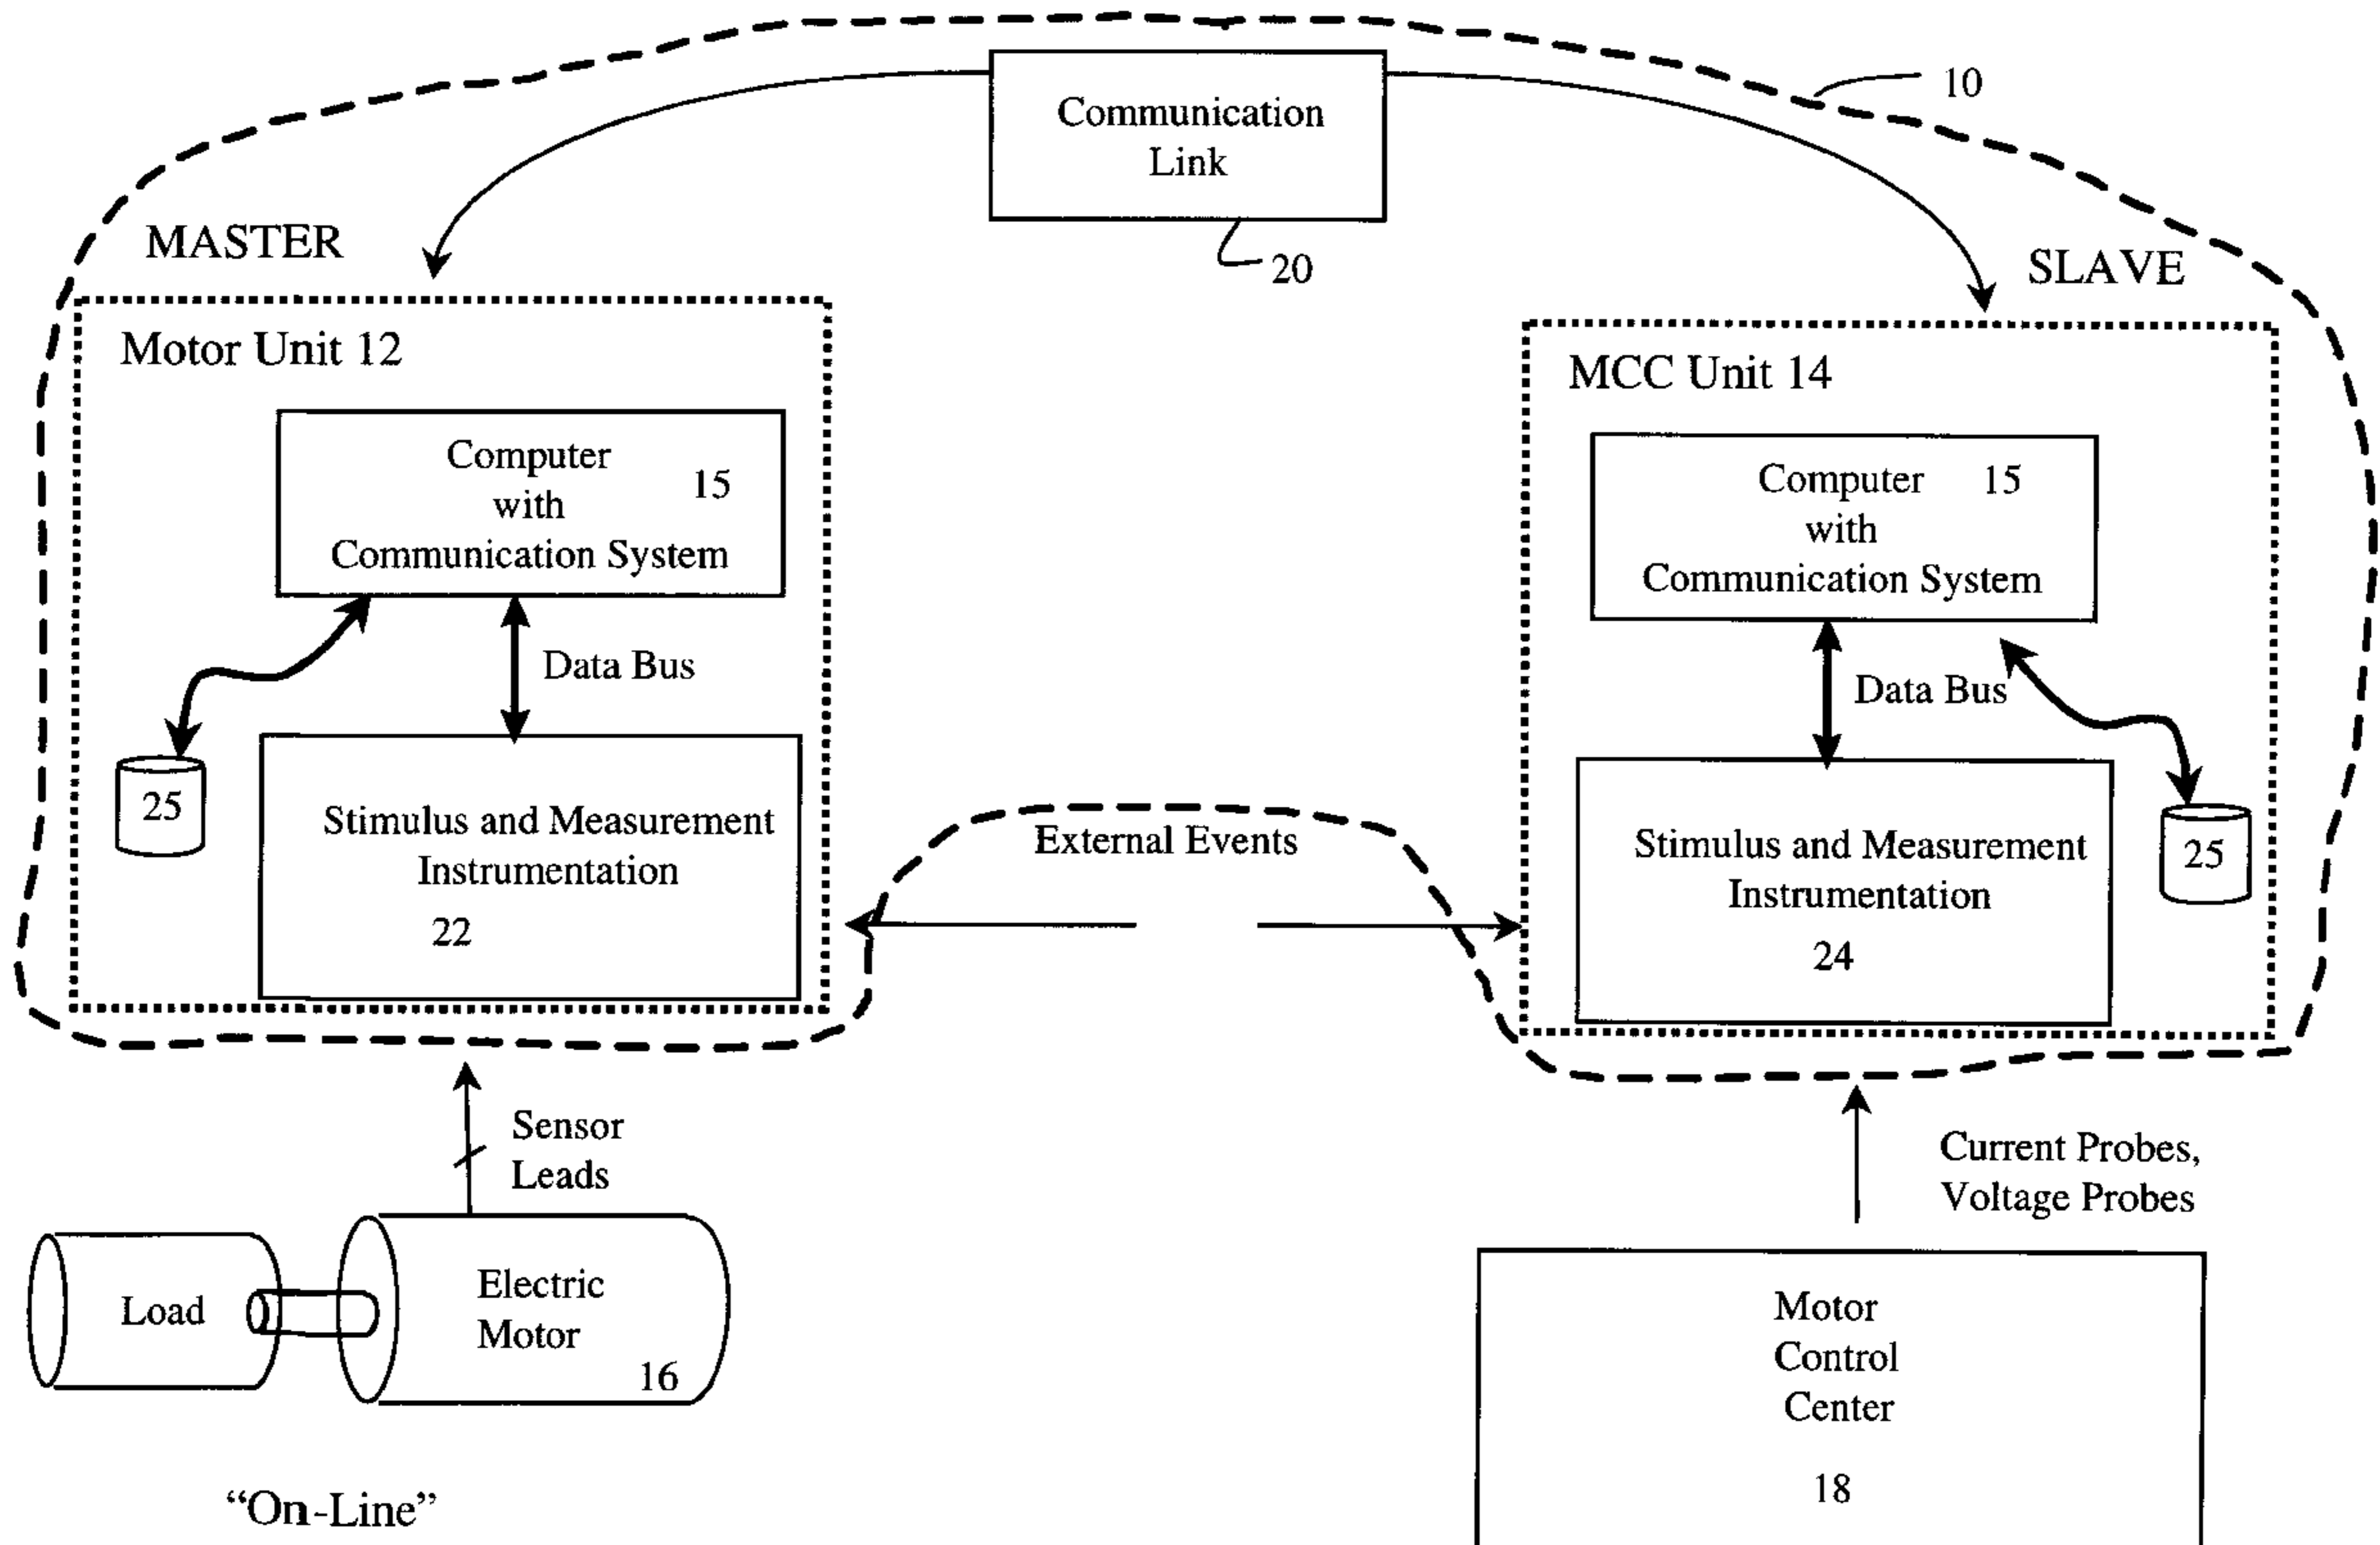 10
Communication
Link
20
MASTER
SLAVE
Motor Unit 12
Computer
15
with
Communication System
Data Bus
25
Stimulus and Measurement
Instrumentation
22
External Events
MCC Unit 14
Computer 15
with
Communication System
Data Bus
Stimulus and Measurement
Instrumentation
24
25
Sensor
Leads
Current Probes,
Voltage Probes
Load
Electric
Motor
16
Motor
Control
Center
18
“On-Line”